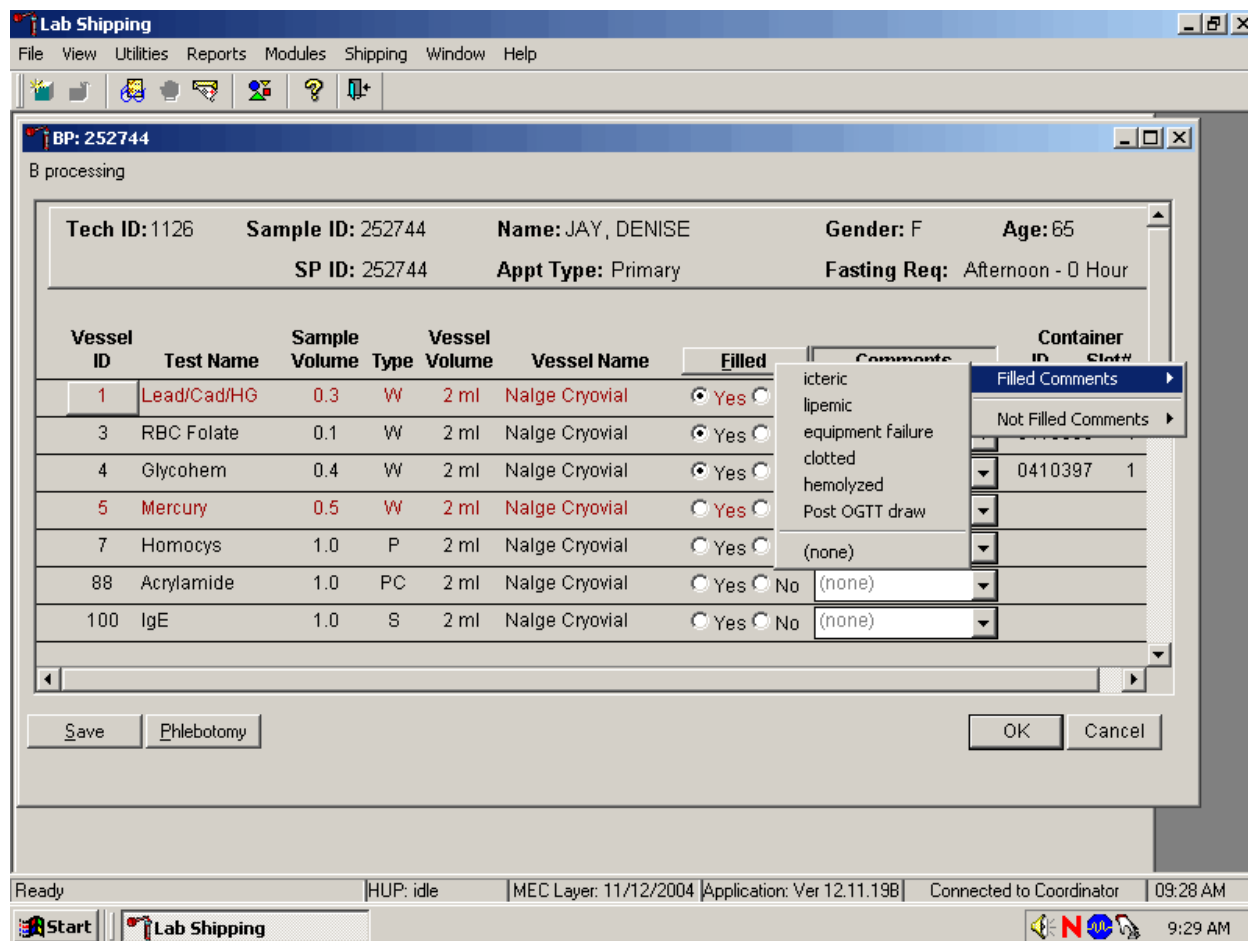 Lab Shipping
File View Utilities Reports Modules Shipping Window Help
BP: 252744
B processing
Tech ID: 1126 Sample ID: 252744 Name: JAY, DENISE Gender: F Age: 65
SP ID: 252744 Appt Type: Primary Fasting Req: Afternoon - 0 Hour
Vessel Sample Vessel Container
ID Test Name Volume Type Volume Vessel Name Filled Comments ID Slot#
1 Lead/Cad/HG 0.3 W 2 ml Nalge Cryovial Yes
3 RBC Folate 0.1 W 2 ml Nalge Cryovial Yes
4 Glycohem 0.4 W 2 ml Nalge Cryovial Yes 0410397 1
5 Mercury 0.5 W 2 ml Nalge Cryovial Yes
7 Homocys 1.0 P 2 ml Nalge Cryovial Yes
88 Acrylamide 1.0 PC 2 ml Nalge Cryovial Yes No (none)
100 IgE 1.0 S 2 ml Nalge Cryovial Yes No (none)
icteric
lipemic
equipment failure
clotted
hemolyzed
Post OGTT draw
(none)
Filled Comments
Not Filled Comments
Save Phlebotomy OK Cancel
Ready HUP: idle MEC Layer: 11/12/2004 Application: Ver 12.11.19B Connected to Coordinator 09:28 AM
Start Lab Shipping 9:29 AM